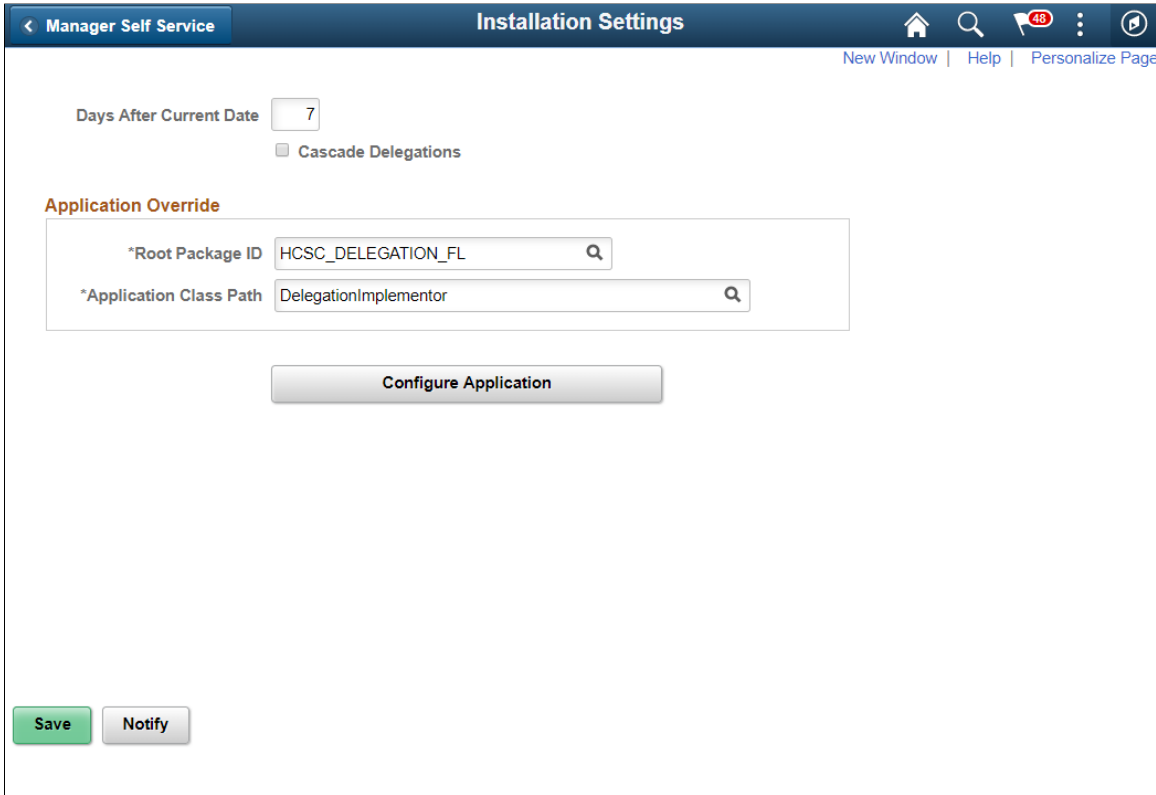 Manager Self Service
Installation Settings
48
New Window | Help | Personalize Page
Days After Current Date 7
Cascade Delegations
Application Override
*Root Package ID HCSC_DELEGATION_FL
*Application Class Path DelegationImplementor
Configure Application
Save Notify